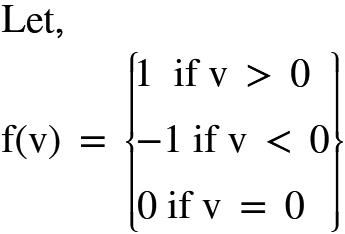 Let,
1 if v > 0
f(v) = { −1 if v < 0 }
0 if v = 0